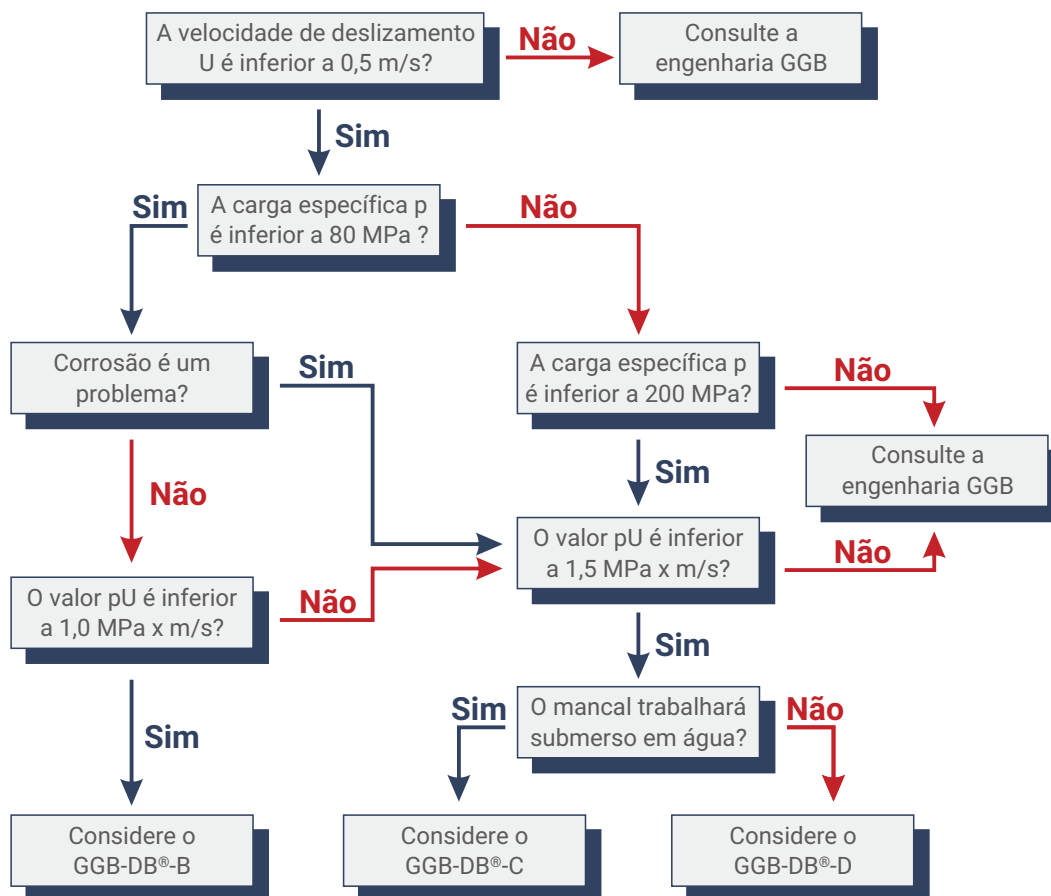 A velocidade de deslizamento
U é inferior a 0,5 m/s?
Não
Consulte a
engenharia GGB
Sim
Sim
A carga específica p
é inferior a 80 MPa ?
Não
Corrosão é um
problema?
Sim
A carga específica p
é inferior a 200 MPa?
Não
Consulte a
engenharia GGB
Não
Sim
O valor pU é inferior
a 1,5 MPa x m/s?
Não
O valor pU é inferior
a 1,0 MPa x m/s?
Não
Sim
Sim
Sim
O mancal trabalhará
submerso em água?
Não
Considere o
GGB-DB®-B
Considere o
GGB-DB®-C
Considere o
GGB-DB®-D